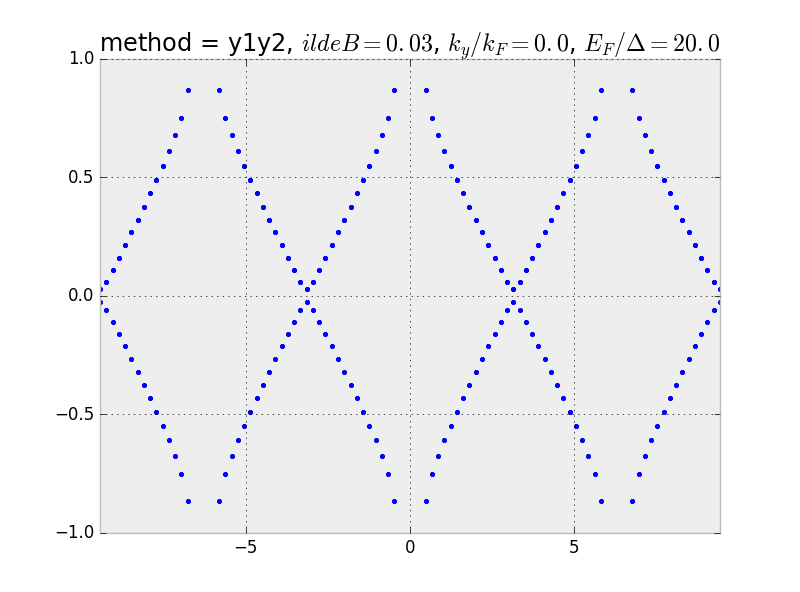 method = y1y2, ildeB = 0.03, k_y/k_F = 0.0, E_F/Δ = 20.0
1.0
0.5
0.0
−0.5
−1.0
−5 0 5